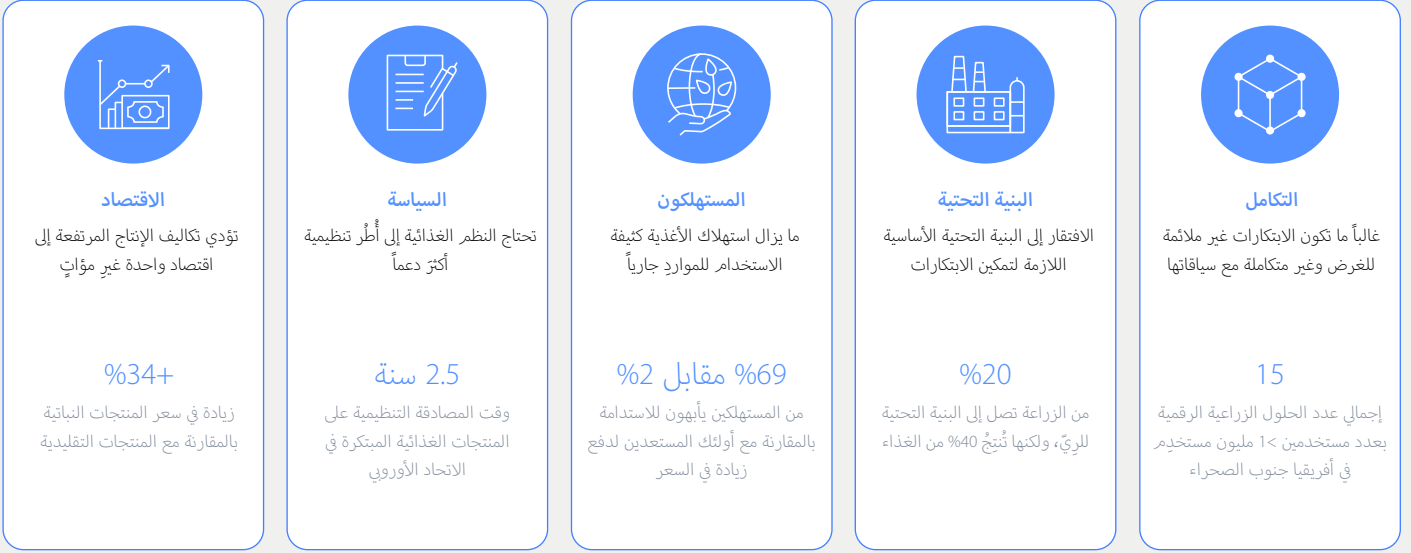 التكامل
غالباً ما تكون الابتكارات غير ملائمة
للغرض وغير متكاملة مع سياقاتها
15
إجمالي عدد الحلول الزراعية الرقمية
بعدد مستخدمين >1 مليون مستخدِم
في أفريقيا جنوب الصحراء
البنية التحتية
الافتقار إلى البنية التحتية الأساسية
اللازمة لتمكين الابتكارات
%20
من الزراعة تصل إلى البنية التحتية
للرِيّ، ولكنها تُنتِجُ 40% من الغذاء
المستهلكون
ما يزال استهلاك الأغذية كثيفة
الاستخدام للمواردِ جارياً
%69 مقابل 2%
من المستهلكين يأبهون للاستدامة
بالمقارنة مع أولئك المستعدين لدفع
زيادة في السعر
السياسة
تحتاج النظم الغذائية إلى أُطُر تنظيمية
أكثرَ دعماً
2.5 سنة
وقت المصادقة التنظيمية على
المنتجات الغذائية المبتكرة في
الاتحاد الأوروبي
الاقتصاد
تؤدي تكاليف الإنتاج المرتفعة إلى
اقتصاد واحدة غيرِ مؤاتٍ
%34+
زيادة في سعر المنتجات النباتية
بالمقارنة مع المنتجات التقليدية